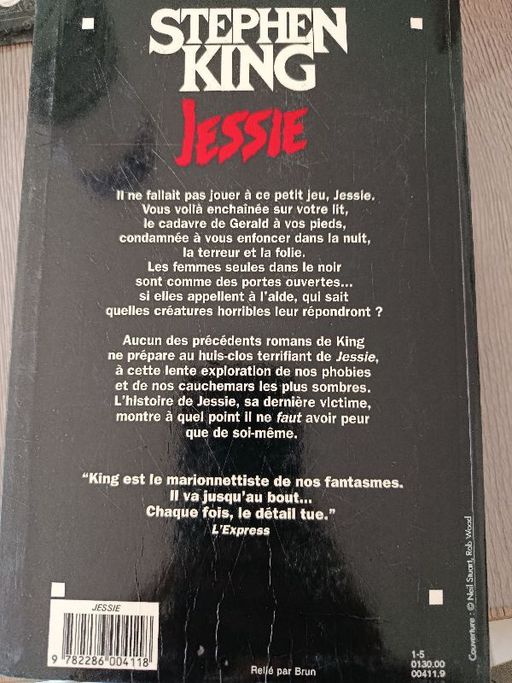 STEPHEN
KING
JESSIE
Il ne fallait pas jouer à ce petit jeu, Jessie.
Vous voilà enchaînée sur votre lit,
le cadavre de Gerald à vos pieds,
condamnée à vous enfoncer dans la nuit,
la terreur et la folie.
Les femmes seules dans le noir
sont comme des portes ouvertes...
si elles appellent à l'aide, qui sait
quelles créatures horribles leur répondront ?
Aucun des précédents romans de King
ne prépare au huis-clos terrifiant de Jessie,
à cette lente exploration de nos phobies
et de nos cauchemars les plus sombres.
L'histoire de Jessie, sa dernière victime,
montre à quel point il ne faut avoir peur
que de soi-même.
“King est le marionnettiste de nos fantasmes.
Il va jusqu'au bout...
Chaque fois, le détail tue.”
L'Express
Couverture : © Neil Stuart, Rob Wood
JESSIE
9 782286 004118
Relié par Brun
1-5
0130.00
00411.9